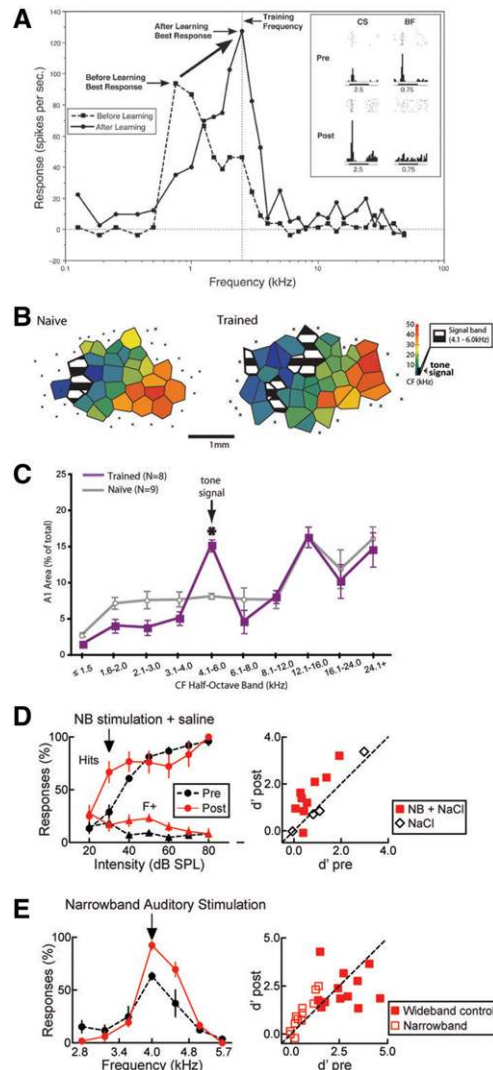 A
After Learning
Best Response
Training
Frequency
Before Learning
Best Response
Before Learning
After Learning
Response (spikes per sec.)
140
120
100
80
60
40
20
0
-20
0.1
1
10
100
Frequency (kHz)
CS
BF
Pre
2.5
0.75
Post
2.5
0.75
B
Naive
Trained
50
40
30
20
10
0
CF (kHz)
Signal band
(4.1 - 6.0kHz)
tone
signal
1mm
C
Trained (N=8)
Naïve (N=9)
tone
signal
*
A1 Area (% of total)
25
20
15
10
5
0
≤ 1.5
1.6-2.0
2.1-3.0
3.1-4.0
4.1-6.0
6.1-8.0
8.1-12.0
12.1-16.0
16.1-24.0
24.1+
CF Half-Octave Band (kHz)
D
NB stimulation + saline
Hits
F+
Pre
Post
Responses (%)
100
50
0
20
40
60
80
Intensity (dB SPL)
d' post
4.0
2.0
0.0
0.0
2.0
4.0
d' pre
NB + NaCl
NaCl
E
Narrowband Auditory Stimulation
Responses (%)
100
50
0
2.8
3.4
4.0
4.8
5.7
Frequency (kHz)
d' post
5.0
2.5
0.0
0.0
2.5
5.0
d' pre
Wideband control
Narrowband